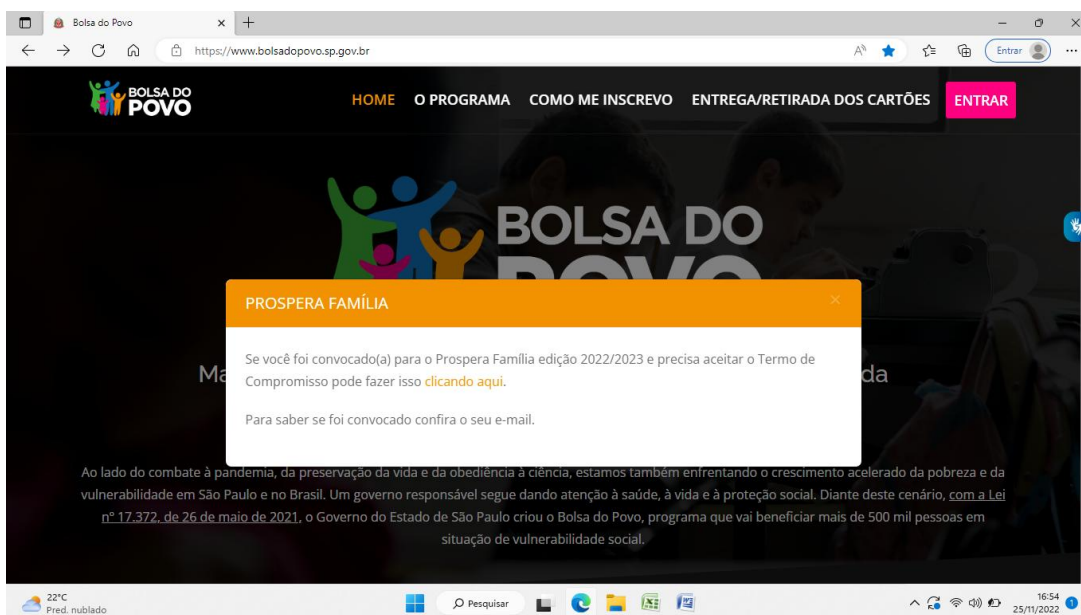 Bolsa do Povo
https://www.bolsadopovo.sp.gov.br
Entrar
BOLSA DO
POVO
HOME O PROGRAMA COMO ME INSCREVO ENTREGA/RETIRADA DOS CARTÕES ENTRAR
BOLSA DO
POVO
PROSPERA FAMÍLIA
Se você foi convocado(a) para o Prospera Família edição 2022/2023 e precisa aceitar o Termo de
Compromisso pode fazer isso clicando aqui.
Para saber se foi convocado confira o seu e-mail.
da
Ao lado do combate à pandemia, da preservação da vida e da obediência à ciência, estamos também enfrentando o crescimento acelerado da pobreza e da
vulnerabilidade em São Paulo e no Brasil. Um governo responsável segue dando atenção à saúde, à vida e à proteção social. Diante deste cenário, com a Lei
nº 17.372, de 26 de maio de 2021, o Governo do Estado de São Paulo criou o Bolsa do Povo, programa que vai beneficiar mais de 500 mil pessoas em
situação de vulnerabilidade social.
22°C
Pred. nublado
Pesquisar
16:54
25/11/2022
1